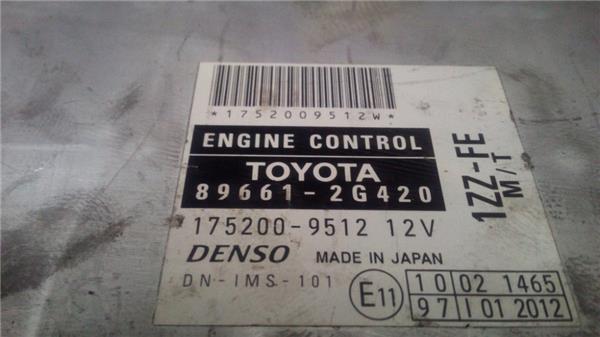 *1752009512W*
ENGINE CONTROL
TOYOTA
89661-2G420
175200-9512 12V
DENSO MADE IN JAPAN
DN-IMS-101
E11
10 02 1465
97 I 01 2012
1ZZ-FE
M/T